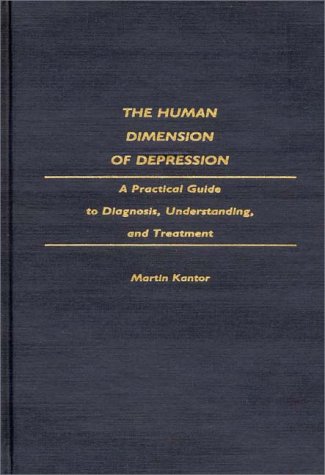 THE HUMAN
DIMENSION
OF DEPRESSION
A Practical Guide
to Diagnosis, Understanding,
and Treatment
Martin Kantor